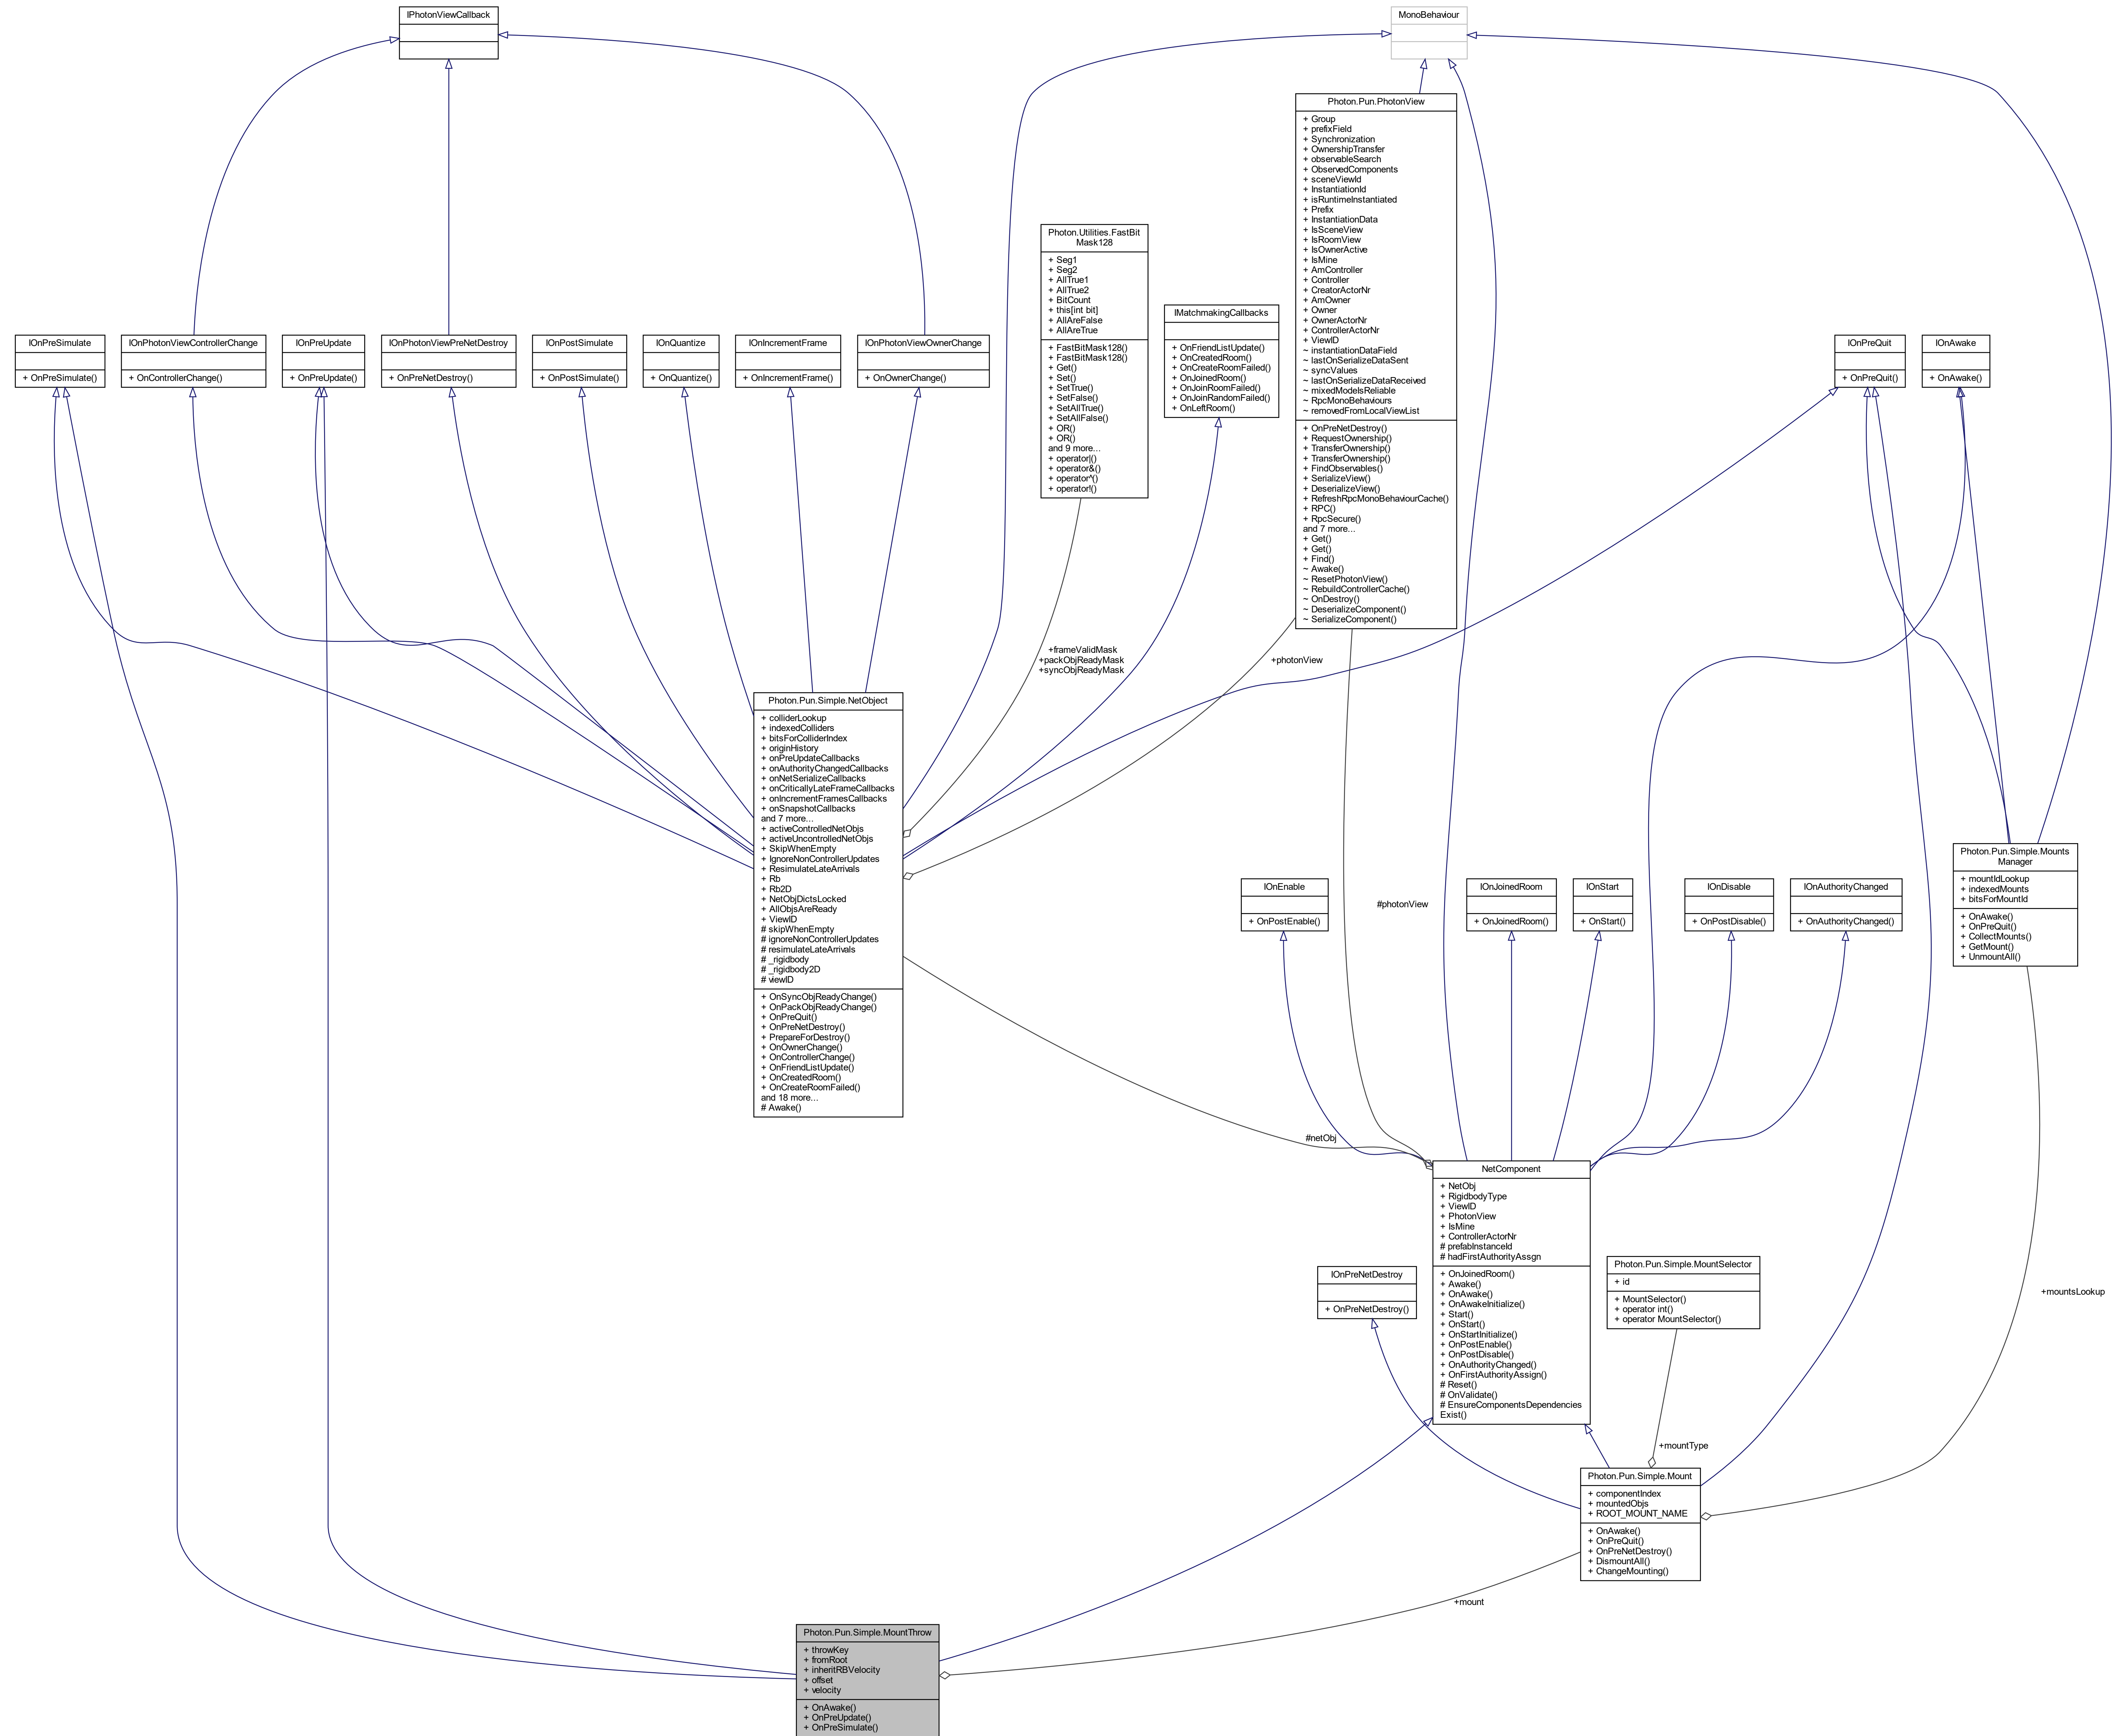 IPhotonViewCallback
MonoBehaviour
Photon.Pun.PhotonView
+ Group
+ prefixField
+ Synchronization
+ OwnershipTransfer
+ observableSearch
+ ObservedComponents
+ sceneViewId
+ InstantiationId
+ isRuntimeInstantiated
+ Prefix
+ InstantiationData
+ IsSceneView
+ IsRoomView
+ IsOwnerActive
+ IsMine
+ AmController
+ Controller
+ CreatorActorNr
+ AmOwner
+ Owner
+ OwnerActorNr
+ ControllerActorNr
+ ViewID
~ instantiationDataField
~ lastOnSerializeDataSent
~ syncValues
~ lastOnSerializeDataReceived
~ mixedModeIsReliable
~ RpcMonoBehaviours
~ removedFromLocalViewList
+ OnPreNetDestroy()
+ RequestOwnership()
+ TransferOwnership()
+ TransferOwnership()
+ FindObservables()
+ SerializeView()
+ DeserializeView()
+ RefreshRpcMonoBehaviourCache()
+ RPC()
+ RpcSecure()
and 7 more...
+ Get()
+ Get()
+ Find()
~ Awake()
~ ResetPhotonView()
~ RebuildControllerCache()
~ OnDestroy()
~ DeserializeComponent()
~ SerializeComponent()
Photon.Utilities.FastBit
Mask128
+ Seg1
+ Seg2
+ AllTrue1
+ AllTrue2
+ BitCount
+ this[int bit]
+ AllAreFalse
+ AllAreTrue
+ FastBitMask128()
+ FastBitMask128()
+ Get()
+ Set()
+ SetTrue()
+ SetFalse()
+ SetAllTrue()
+ SetAllFalse()
+ OR()
+ OR()
and 9 more...
+ operator|()
+ operator&()
+ operator^()
+ operator!()
IMatchmakingCallbacks
+ OnFriendListUpdate()
+ OnCreatedRoom()
+ OnCreateRoomFailed()
+ OnJoinedRoom()
+ OnJoinRoomFailed()
+ OnJoinRandomFailed()
+ OnLeftRoom()
IOnPreSimulate
+ OnPreSimulate()
IOnPhotonViewControllerChange
+ OnControllerChange()
IOnPreUpdate
+ OnPreUpdate()
IOnPhotonViewPreNetDestroy
+ OnPreNetDestroy()
IOnPostSimulate
+ OnPostSimulate()
IOnQuantize
+ OnQuantize()
IOnIncrementFrame
+ OnIncrementFrame()
IOnPhotonViewOwnerChange
+ OnOwnerChange()
IOnPreQuit
+ OnPreQuit()
IOnAwake
+ OnAwake()
+frameValidMask
+packObjReadyMask
+syncObjReadyMask
+photonView
Photon.Pun.Simple.NetObject
+ colliderLookup
+ indexedColliders
+ bitsForColliderIndex
+ originHistory
+ onPreUpdateCallbacks
+ onAuthorityChangedCallbacks
+ onNetSerializeCallbacks
+ onCriticallyLateFrameCallbacks
+ onIncrementFramesCallbacks
+ onSnapshotCallbacks
and 7 more...
+ activeControlledNetObjs
+ activeUncontrolledNetObjs
+ SkipWhenEmpty
+ IgnoreNonControllerUpdates
+ ResimulateLateArrivals
+ Rb
+ Rb2D
+ NetObjDictsLocked
+ AllObjsAreReady
+ ViewID
# skipWhenEmpty
# ignoreNonControllerUpdates
# resimulateLateArrivals
# _rigidbody
# _rigidbody2D
# viewID
+ OnSyncObjReadyChange()
+ OnPackObjReadyChange()
+ OnPreQuit()
+ OnPreNetDestroy()
+ PrepareForDestroy()
+ OnOwnerChange()
+ OnControllerChange()
+ OnFriendListUpdate()
+ OnCreatedRoom()
+ OnCreateRoomFailed()
and 18 more...
# Awake()
Photon.Pun.Simple.Mounts
Manager
+ mountIdLookup
+ indexedMounts
+ bitsForMountId
+ OnAwake()
+ OnPreQuit()
+ CollectMounts()
+ GetMount()
+ UnmountAll()
IOnEnable
+ OnPostEnable()
#photonView
IOnJoinedRoom
+ OnJoinedRoom()
IOnStart
+ OnStart()
IOnDisable
+ OnPostDisable()
IOnAuthorityChanged
+ OnAuthorityChanged()
#netObj
NetComponent
+ NetObj
+ RigidbodyType
+ ViewID
+ PhotonView
+ IsMine
+ ControllerActorNr
# prefabInstanceId
# hadFirstAuthorityAssgn
+ OnJoinedRoom()
+ Awake()
+ OnAwake()
+ OnAwakeInitialize()
+ Start()
+ OnStart()
+ OnStartInitialize()
+ OnPostEnable()
+ OnPostDisable()
+ OnAuthorityChanged()
+ OnFirstAuthorityAssign()
# Reset()
# OnValidate()
# EnsureComponentsDependencies
Exist()
IOnPreNetDestroy
+ OnPreNetDestroy()
Photon.Pun.Simple.MountSelector
+ id
+ MountSelector()
+ operator int()
+ operator MountSelector()
+mountsLookup
+mountType
Photon.Pun.Simple.Mount
+ componentIndex
+ mountedObjs
+ ROOT_MOUNT_NAME
+ OnAwake()
+ OnPreQuit()
+ OnPreNetDestroy()
+ DismountAll()
+ ChangeMounting()
+mount
Photon.Pun.Simple.MountThrow
+ throwKey
+ fromRoot
+ inheritRBVelocity
+ offset
+ velocity
+ OnAwake()
+ OnPreUpdate()
+ OnPreSimulate()